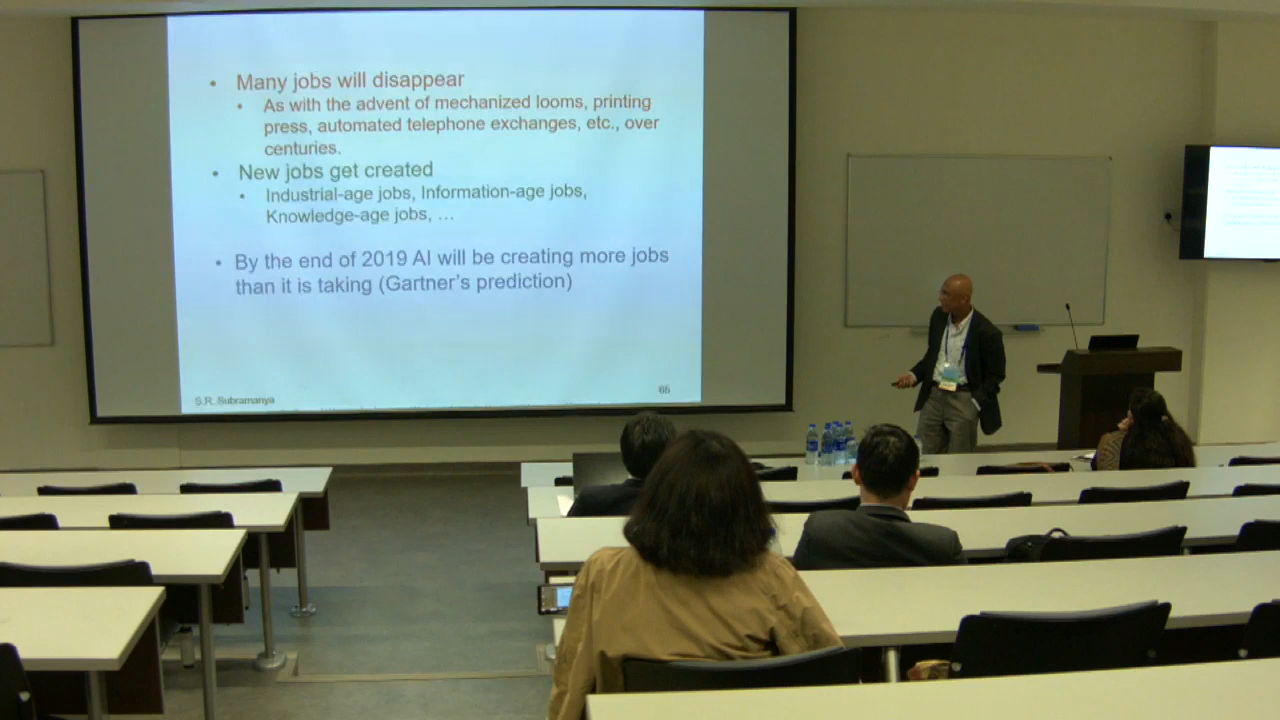 • Many jobs will disappear
• As with the advent of mechanized looms, printing
press, automated telephone exchanges, etc., over
centuries.
• New jobs get created
• Industrial-age jobs, Information-age jobs,
Knowledge-age jobs, …
• By the end of 2019 AI will be creating more jobs
than it is taking (Gartner's prediction)
S.R. Subramanya
65